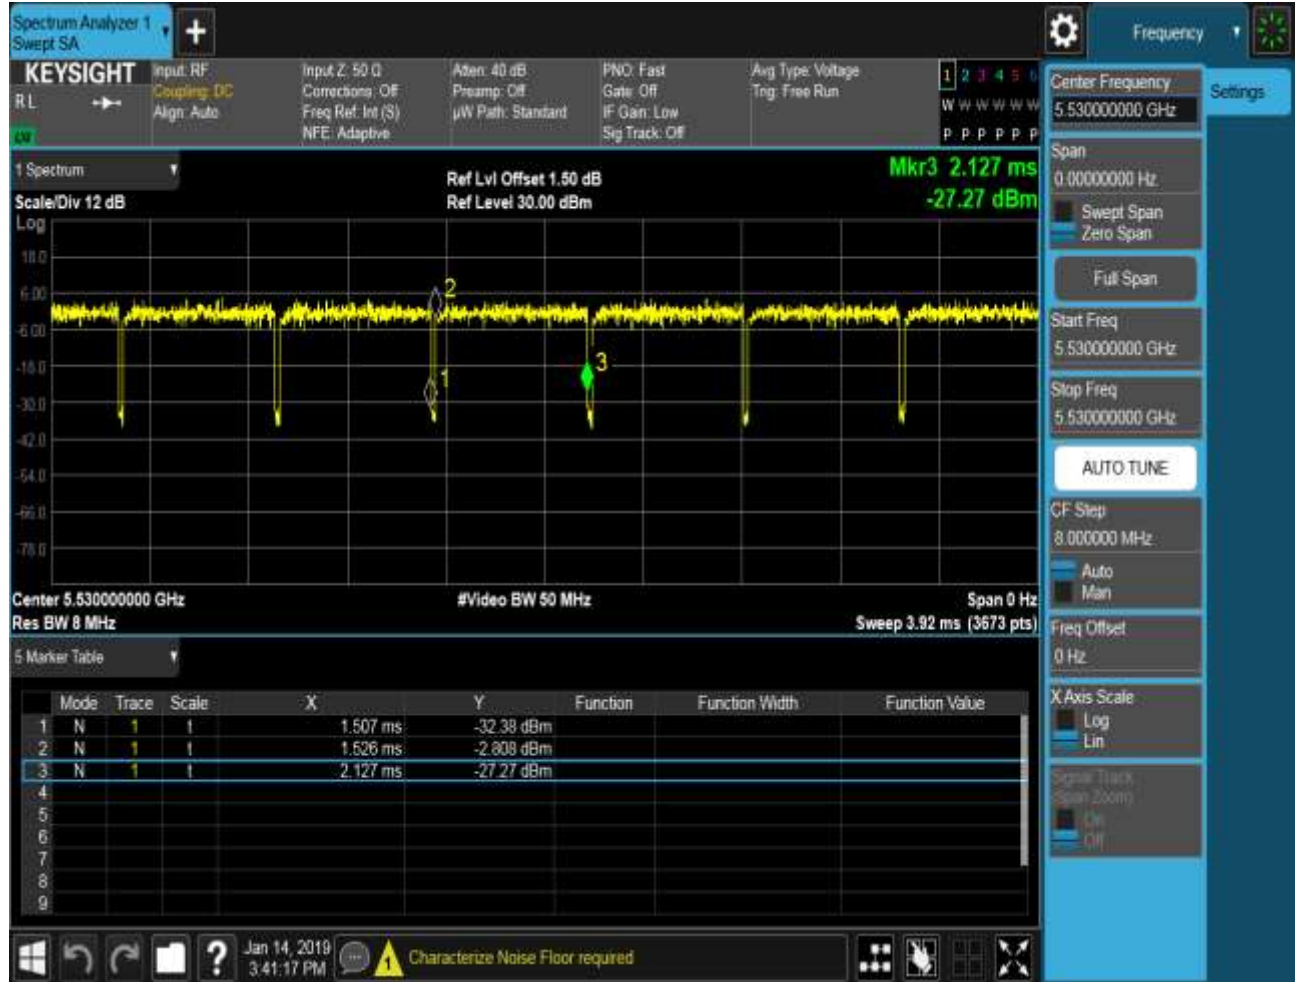 Spectrum Analyzer 1
Swept SA
Frequency
KEYSIGHT
RL
Input: RF
Coupling: DC
Align: Auto
Input Z: 50 Ω
Corrections: Off
Freq Ref: Int (S)
NFE: Adaptive
Atten: 40 dB
Preamp: Off
µW Path: Standard
PNO: Fast
Gate: Off
IF Gain: Low
Sig Track: Off
Avg Type: Voltage
Trig: Free Run
1 2 3 4 5 6
W W W W W W
P P P P P P
1 Spectrum
Scale/Div 12 dB
Ref Lvl Offset 1.50 dB
Ref Level 30.00 dBm
Mkr3 2.127 ms
-27.27 dBm
Log
18.0
6.00
-6.00
-18.0
-30.0
-42.0
-54.0
-66.0
-78.0
2
1
3
Center 5.530000000 GHz
Res BW 8 MHz
#Video BW 50 MHz
Span 0 Hz
Sweep 3.92 ms (3673 pts)
5 Marker Table
Mode Trace Scale X Y Function Function Width Function Value
1 N 1 t 1.507 ms -32.38 dBm
2 N 1 t 1.526 ms -2.808 dBm
3 N 1 t 2.127 ms -27.27 dBm
4
5
6
7
8
9
Jan 14, 2019
3:41:17 PM
1
Characterize Noise Floor required
Settings
Center Frequency
5.530000000 GHz
Span
0.00000000 Hz
Swept Span
Zero Span
Full Span
Start Freq
5.530000000 GHz
Stop Freq
5.530000000 GHz
AUTO TUNE
CF Step
8.000000 MHz
Auto
Man
Freq Offset
0 Hz
X Axis Scale
Log
Lin
Signal Track
(Span Zoom)
On
Off